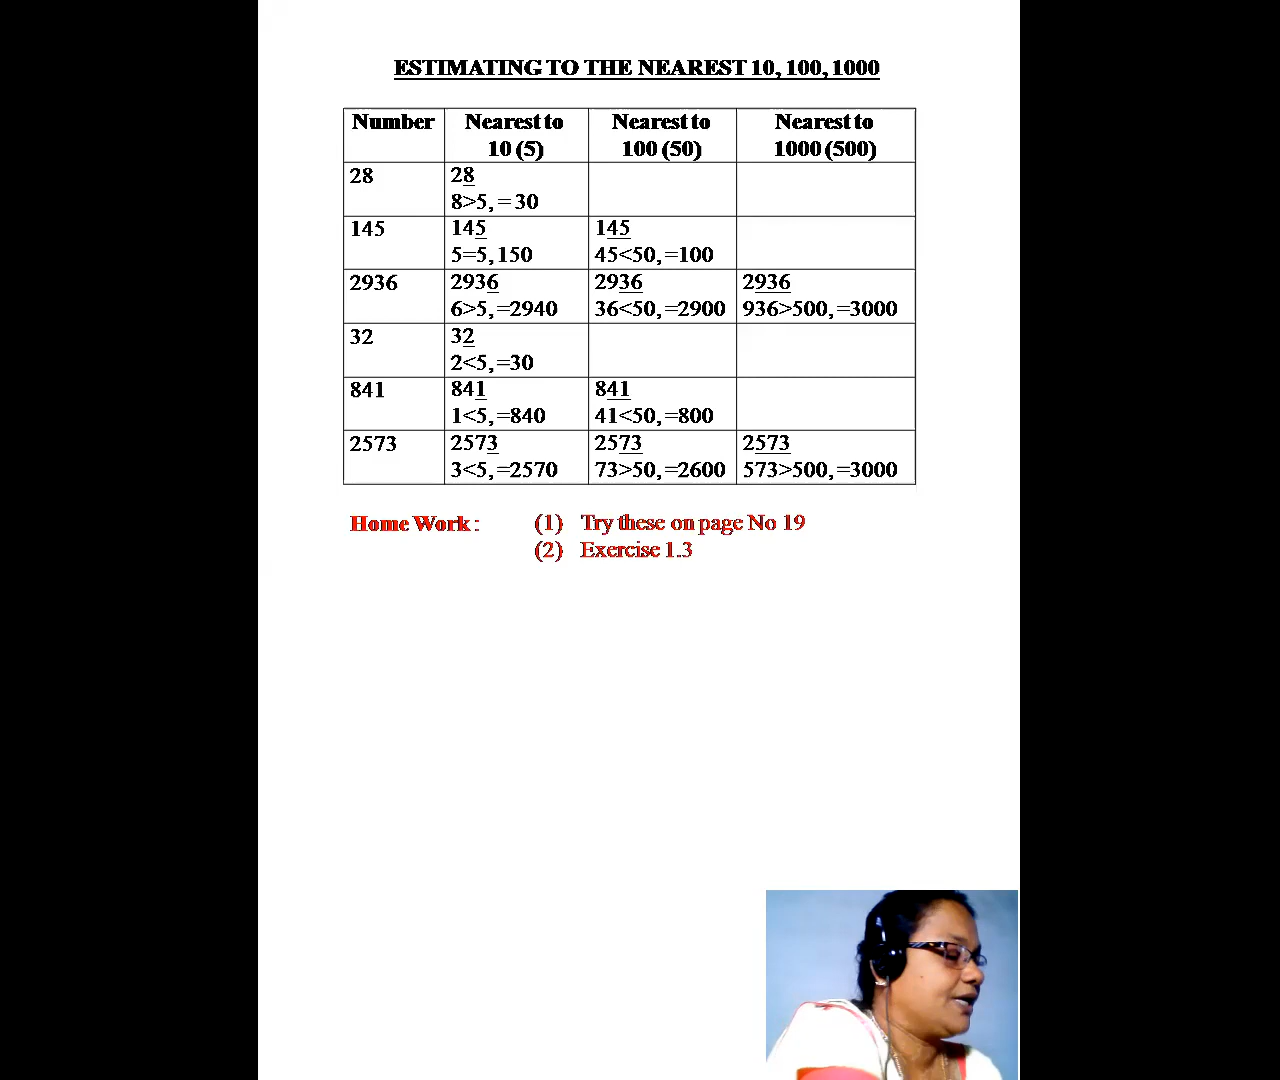 ESTIMATING TO THE NEAREST 10, 100, 1000
Number Nearest to 10 (5) Nearest to 100 (50) Nearest to 1000 (500)
28 28 8>5, = 30
145 145 5=5, 150 145 45<50, =100
2936 2936 6>5, =2940 2936 36<50, =2900 2936 936>500, =3000
32 32 2<5, =30
841 841 1<5, =840 841 41<50, =800
2573 2573 3<5, =2570 2573 73>50, =2600 2573 573>500, =3000
Home Work : (1) Try these on page No 19
(2) Exercise 1.3